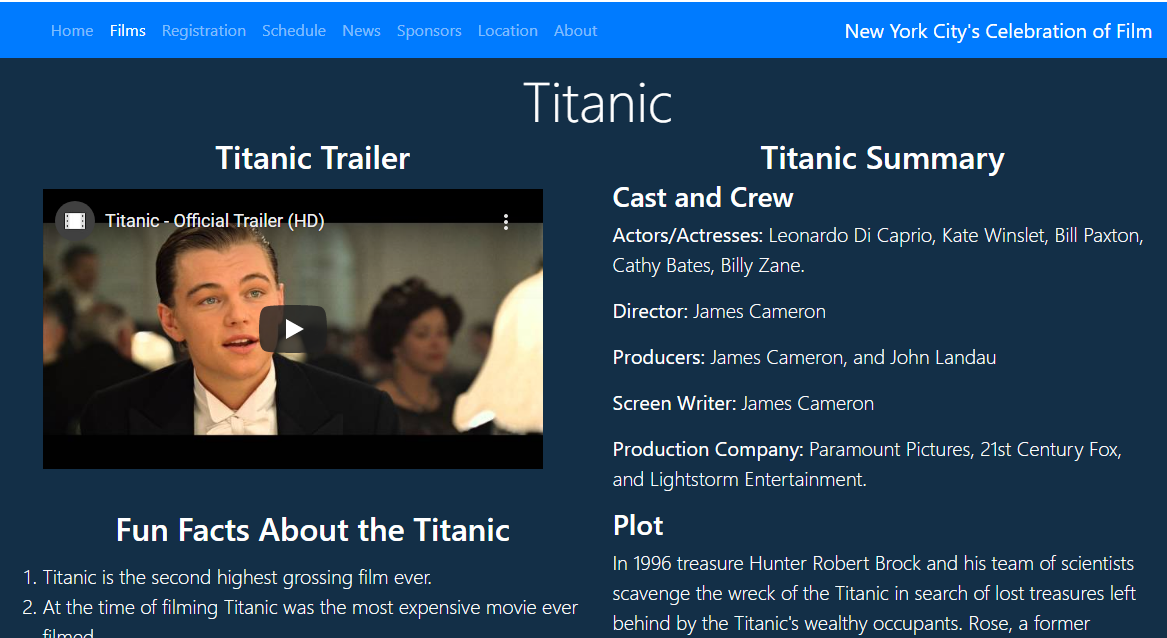 Home Films Registration Schedule News Sponsors Location About
New York City's Celebration of Film
Titanic
Titanic Trailer
Titanic - Official Trailer (HD)
Fun Facts About the Titanic
1. Titanic is the second highest grossing film ever.
2. At the time of filming Titanic was the most expensive movie ever
filmed
Titanic Summary
Cast and Crew
Actors/Actresses: Leonardo Di Caprio, Kate Winslet, Bill Paxton,
Cathy Bates, Billy Zane.
Director: James Cameron
Producers: James Cameron, and John Landau
Screen Writer: James Cameron
Production Company: Paramount Pictures, 21st Century Fox,
and Lightstorm Entertainment.
Plot
In 1996 treasure Hunter Robert Brock and his team of scientists
scavenge the wreck of the Titanic in search of lost treasures left
behind by the Titanic's wealthy occupants. Rose, a former